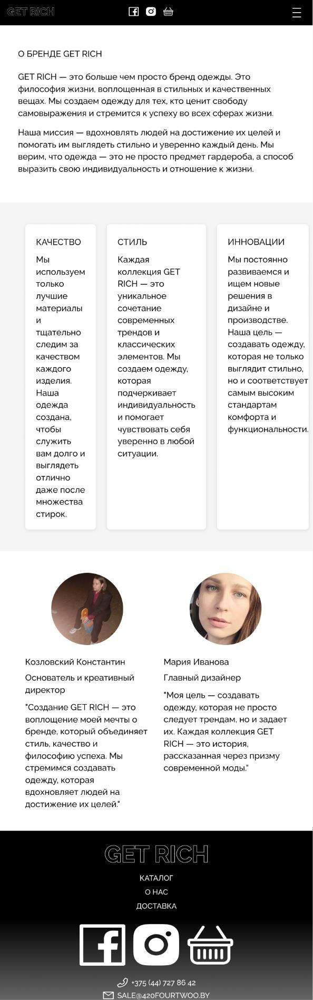 GET RICH
О БРЕНДЕ GET RICH
GET RICH — это больше чем просто бренд одежды. Это
философия жизни, воплощенная в стильных и качественных
вещах. Мы создаем одежду для тех, кто ценит свободу
самовыражения и стремится к успеху во всех сферах жизни.
Наша миссия — вдохновлять людей на достижение их целей и
помогать им выглядеть стильно и уверенно каждый день. Мы
верим, что одежда — это не просто предмет гардероба, а способ
выразить свою индивидуальность и отношение к жизни.
КАЧЕСТВО
Мы
используем
только
лучшие
материалы
и
тщательно
следим за
качеством
каждого
изделия.
Наша
одежда
создана,
чтобы
служить
вам долго и
выглядеть
отлично
даже после
множества
стирок.
СТИЛЬ
Каждая
коллекция GET
RICH — это
уникальное
сочетание
современных
трендов и
классических
элементов. Мы
создаем одежду,
которая
подчеркивает
индивидуальность
и помогает
чувствовать себя
уверенно в любой
ситуации.
ИННОВАЦИИ
Мы постоянно
развиваемся и
ищем новые
решения в
дизайне и
производстве.
Наша цель —
создавать одежду,
которая не только
выглядит стильно,
но и соответствует
самым высоким
стандартам
комфорта и
функциональности.
Козловский Константин
Основатель и креативный
директор
"Создание GET RICH — это
воплощение моей мечты о
бренде, который объединяет
стиль, качество и
философию успеха. Мы
стремимся создавать
одежду, которая
вдохновляет людей на
достижение их целей."
Мария Иванова
Главный дизайнер
"Моя цель — создавать
одежду, которая не просто
следует трендам, но и задает
их. Каждая коллекция GET
RICH — это история,
рассказанная через призму
современной моды."
GET RICH
КАТАЛОГ
О НАС
ДОСТАВКА
+375 (44) 727 86 42
SALE@420FOURTWOO.BY